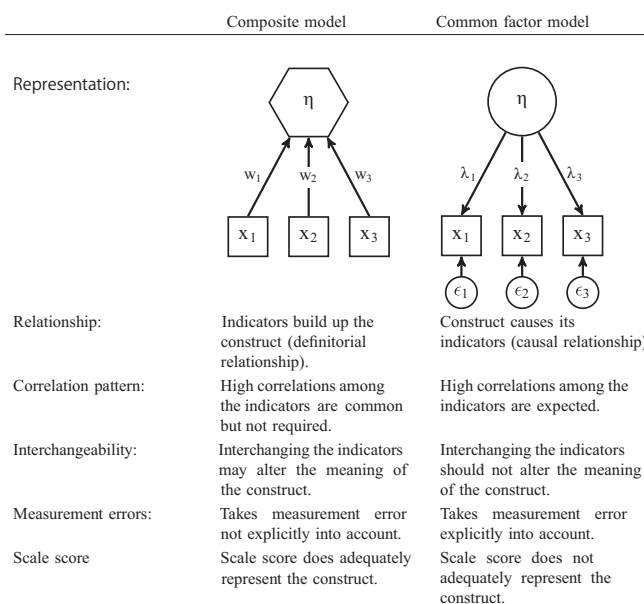 Composite model Common factor model
Representation:
η η
w₁ w₂ w₃ λ₁ λ₂ λ₃
x₁ x₂ x₃ x₁ x₂ x₃
ϵ₁ ϵ₂ ϵ₃
Relationship: Indicators build up the Construct causes its
construct (definitorial indicators (causal relationship)
relationship).
Correlation pattern: High correlations among High correlations among the
the indicators are common indicators are expected.
but not required.
Interchangeability: Interchanging the indicators Interchanging the indicators
may alter the meaning of should not alter the meaning
the construct. of the construct.
Measurement errors: Takes measurement error Takes measurement error
not explicitly into account. explicitly into account.
Scale score Scale score does adequately Scale score does not
represent the construct. adequately represent the
construct.